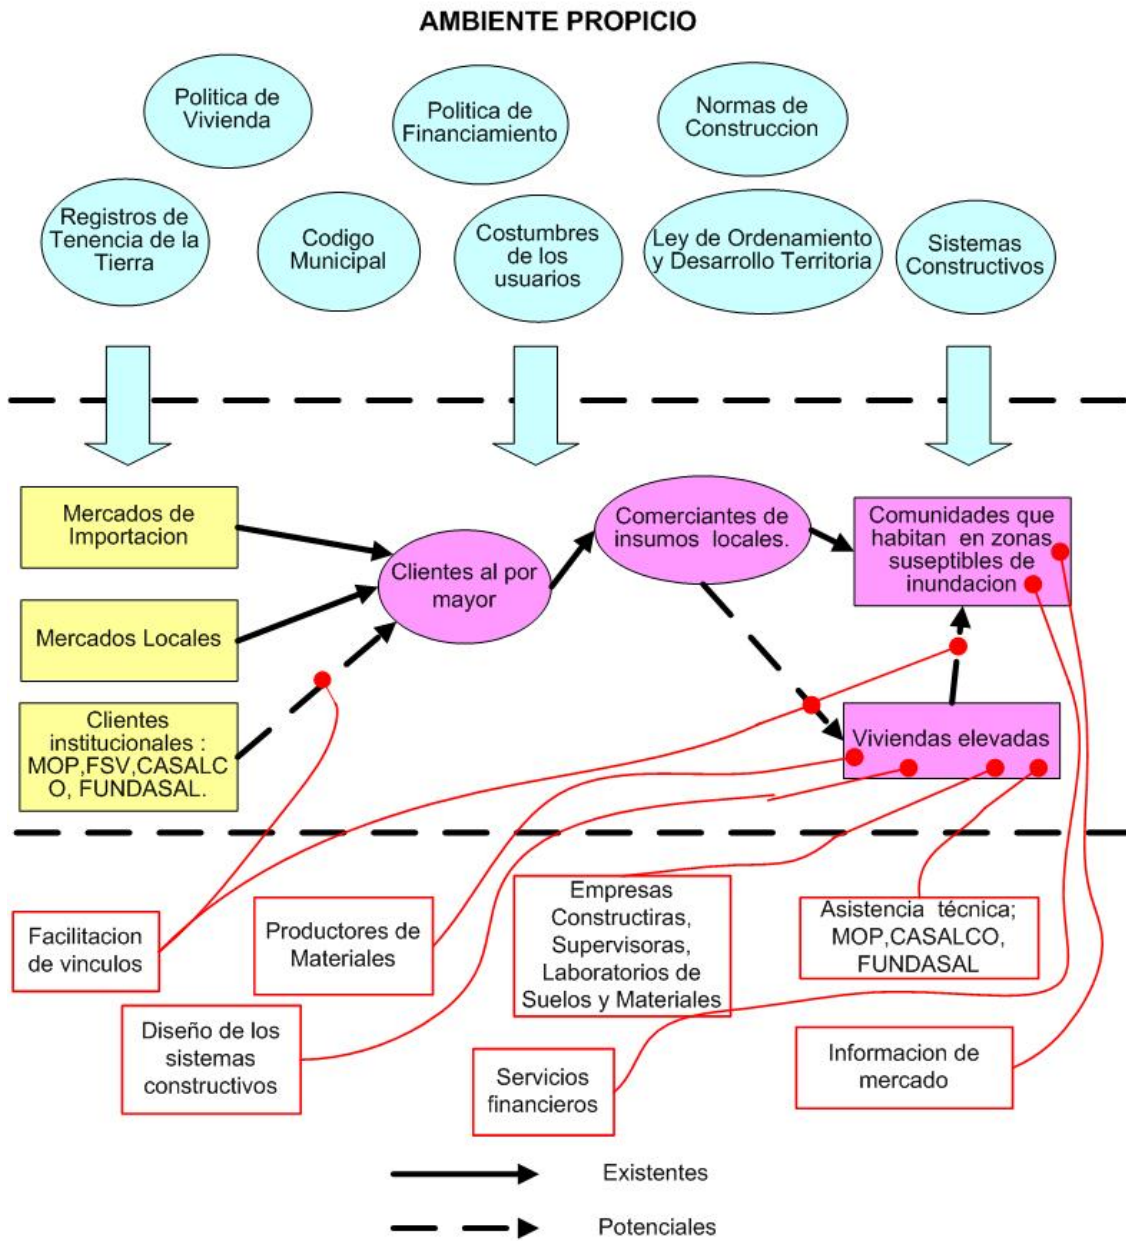 AMBIENTE PROPICIO
Politica de
Vivienda
Politica de
Financiamiento
Normas de
Construccion
Registros de
Tenencia de la
Tierra
Codigo
Municipal
Costumbres
de los
usuarios
Ley de Ordenamiento
y Desarrollo Territoria
Sistemas
Constructivos
Mercados de
Importacion
Clientes al por
mayor
Comerciantes de
insumos locales.
Comunidades que
habitan en zonas
suseptibles de
inundacion
Mercados Locales
Clientes
institucionales :
MOP,FSV,CASALC
O, FUNDASAL.
Viviendas elevadas
Facilitacion
de vinculos
Productores de
Materiales
Empresas
Constructiras,
Supervisoras,
Laboratorios de
Suelos y Materiales
Asistencia técnica;
MOP,CASALCO,
FUNDASAL
Diseño de los
sistemas
constructivos
Servicios
financieros
Informacion de
mercado
Existentes
Potenciales